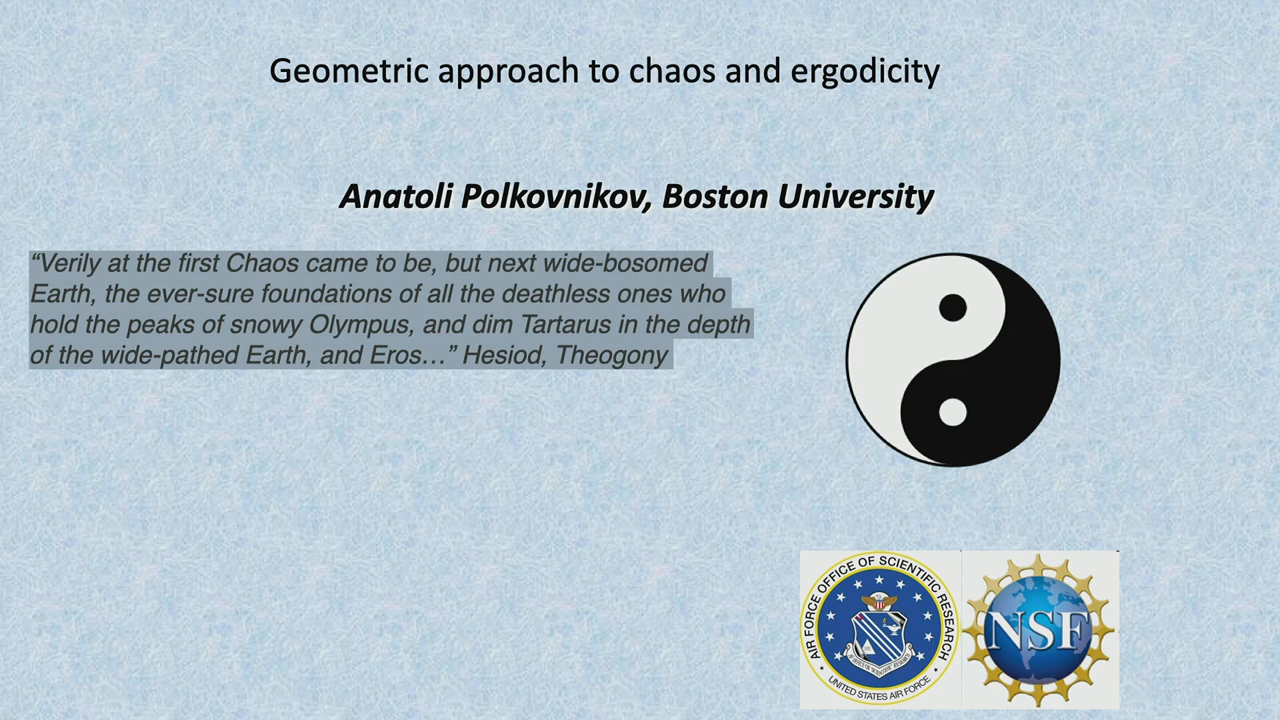 Geometric approach to chaos and ergodicity
Anatoli Polkovnikov, Boston University
“Verily at the first Chaos came to be, but next wide-bosomed
Earth, the ever-sure foundations of all the deathless ones who
hold the peaks of snowy Olympus, and dim Tartarus in the depth
of the wide-pathed Earth, and Eros…” Hesiod, Theogony
AIR FORCE OFFICE OF SCIENTIFIC RESEARCH
UNITED STATES AIR FORCE
NSF